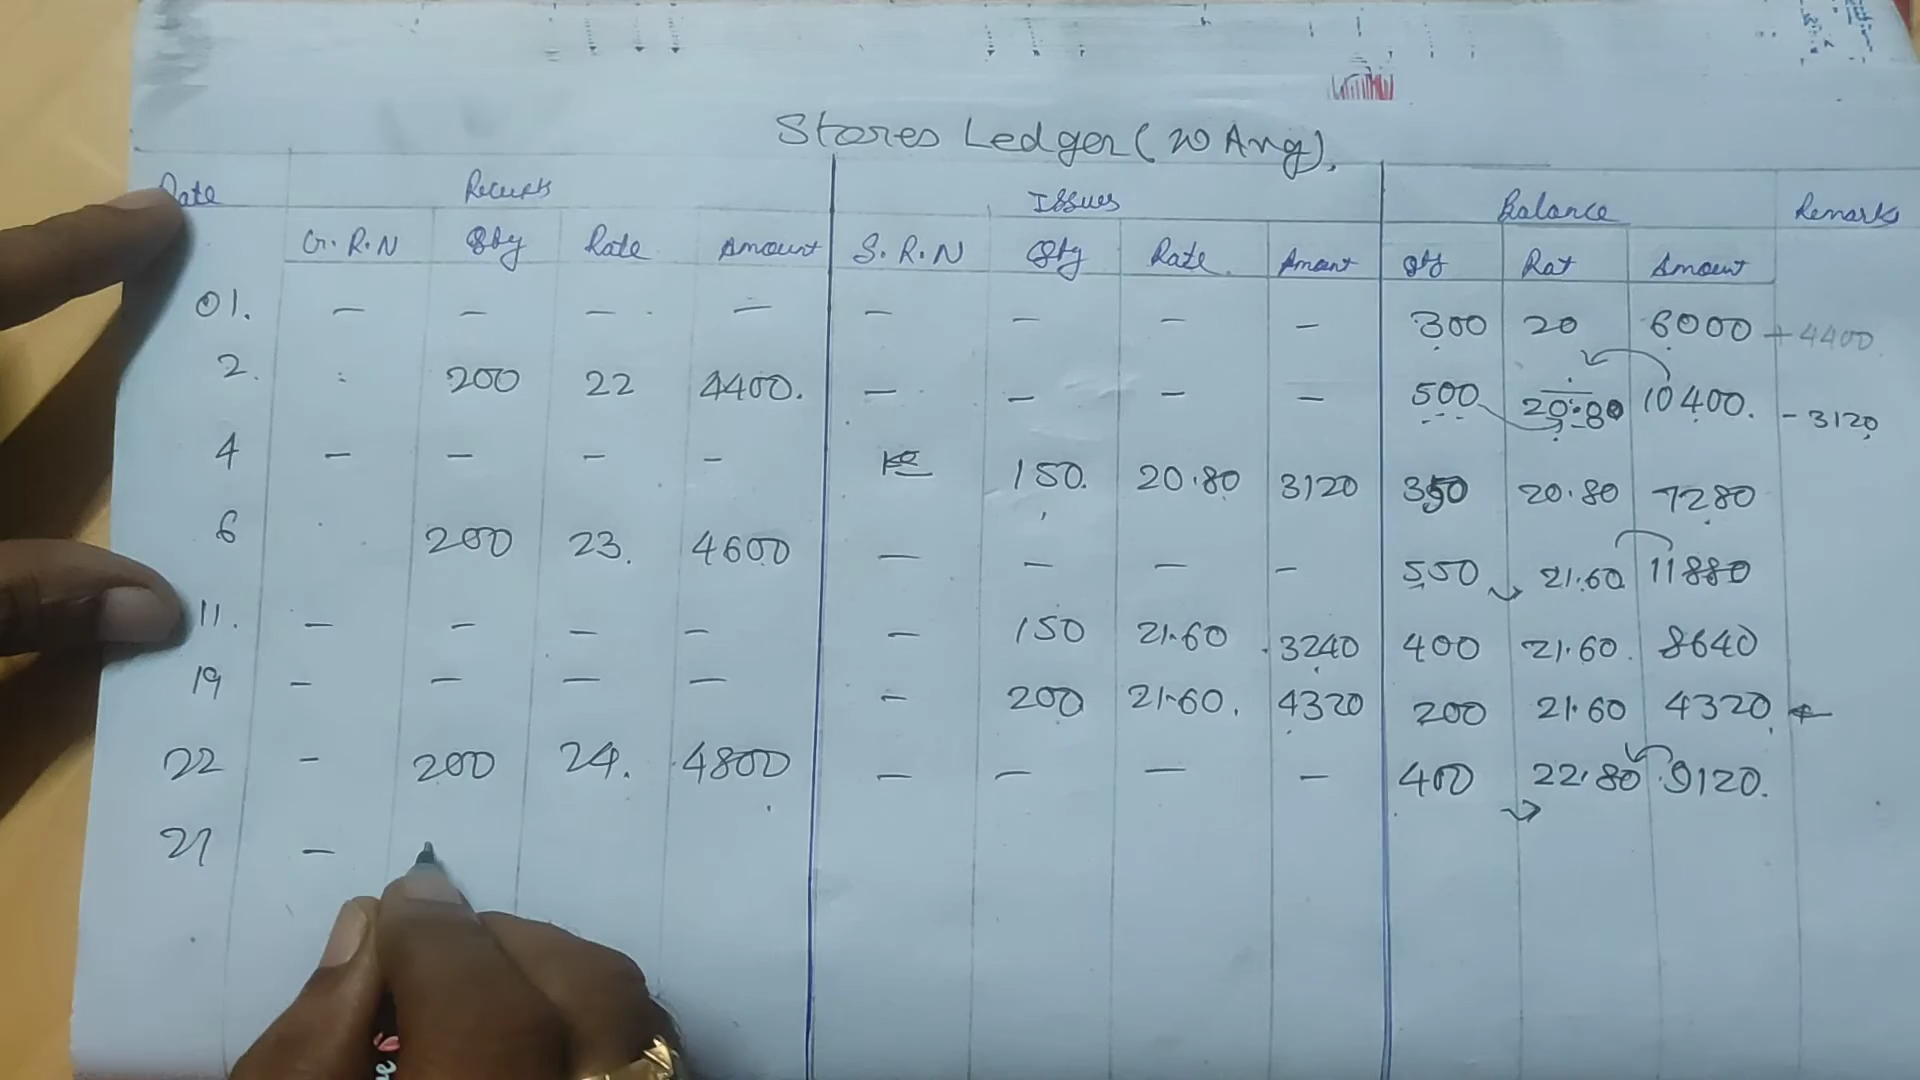 Stores Ledger (W Avg).
Date Receipts Issues Balance Remarks
G.R.N Qty Rate Amount S.R.N Qty Rate Amount Qty Rat Amount
01. — — — — — — — — 300 20 6000 + 4400
2. 200 22 4400. — — — — 500 20.80 10400. - 3120
4 — — — — 150. 20.80 3120 350 20.80 7280
6 200 23. 4600 — — — — 550 21.60 11880
11. — — — — — 150 21.60 3240 400 21.60 8640
19 — — — — — 200 21.60. 4320 200 21.60 4320
22 — 200 24. 4800 — — — — 400 22.80 9120.
27 —